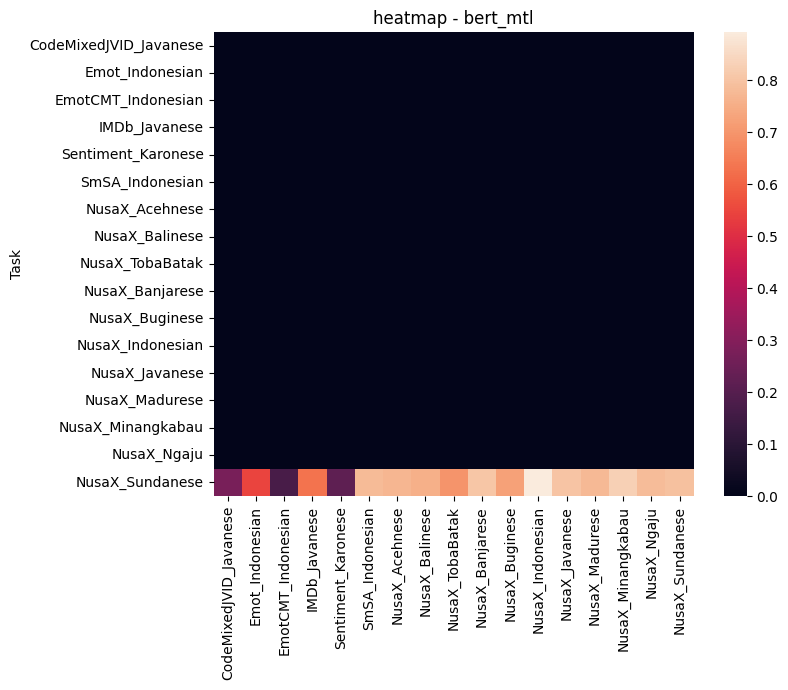 heatmap - bert_mtl
Task
CodeMixedJVID_Javanese
Emot_Indonesian
EmotCMT_Indonesian
IMDb_Javanese
Sentiment_Karonese
SmSA_Indonesian
NusaX_Acehnese
NusaX_Balinese
NusaX_TobaBatak
NusaX_Banjarese
NusaX_Buginese
NusaX_Indonesian
NusaX_Javanese
NusaX_Madurese
NusaX_Minangkabau
NusaX_Ngaju
NusaX_Sundanese
CodeMixedJVID_Javanese
Emot_Indonesian
EmotCMT_Indonesian
IMDb_Javanese
Sentiment_Karonese
SmSA_Indonesian
NusaX_Acehnese
NusaX_Balinese
NusaX_TobaBatak
NusaX_Banjarese
NusaX_Buginese
NusaX_Indonesian
NusaX_Javanese
NusaX_Madurese
NusaX_Minangkabau
NusaX_Ngaju
NusaX_Sundanese
0.8
0.7
0.6
0.5
0.4
0.3
0.2
0.1
0.0